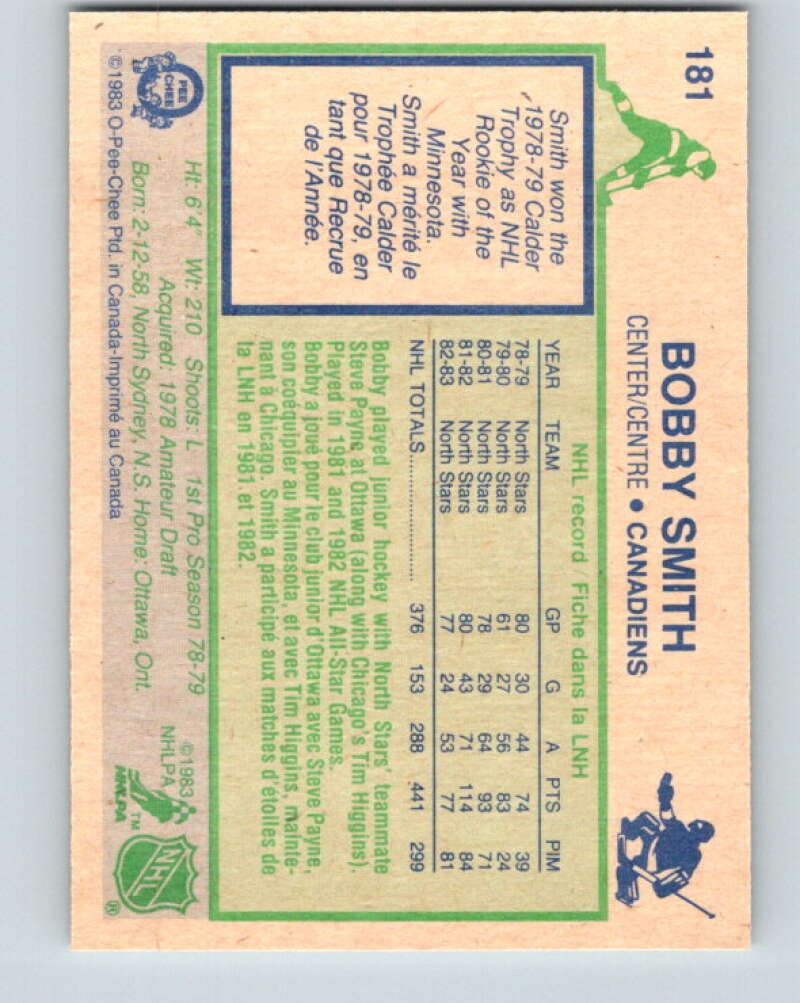 181
BOBBY SMITH
CENTER/CENTRE • CANADIENS
Smith won the
1978-79 Calder
Trophy as NHL
Rookie of the
Year with
Minnesota.
Smith a mérité le
Trophée Calder
pour 1978-79, en
tant que Recrue
de l'Année.
NHL record Fiche dans la LNH
YEAR TEAM GP G A PTS PIM
78-79 North Stars 80 30 44 74 39
79-80 North Stars 61 27 56 83 24
80-81 North Stars 78 29 64 93 71
81-82 North Stars 80 43 71 114 84
82-83 North Stars 77 24 53 77 81
NHL TOTALS.................... 376 153 288 441 299
Bobby played junior hockey with North Stars' teammate
Steve Payne at Ottawa (along with Chicago's Tim Higgins).
Played in 1981 and 1982 NHL All-Star Games.
Bobby a joué pour le club junior d'Ottawa avec Steve Payne,
son coéquipier au Minnesota, et avec Tim Higgins, mainte-
nant à Chicago. Smith a participé aux matches d'étoiles de
la LNH en 1981 et 1982.
O PEE CHEE
Ht: 6'4" Wt: 210 Shoots: L 1st Pro Season 78-79
Acquired: 1978 Amateur Draft
Born: 2-12-58, North Sydney, N.S. Home: Ottawa, Ont.
©1983 O-Pee-Chee Ptd. in Canada-Imprimé au Canada
©1983
NHLPA
NHLPA ™
NHL ®